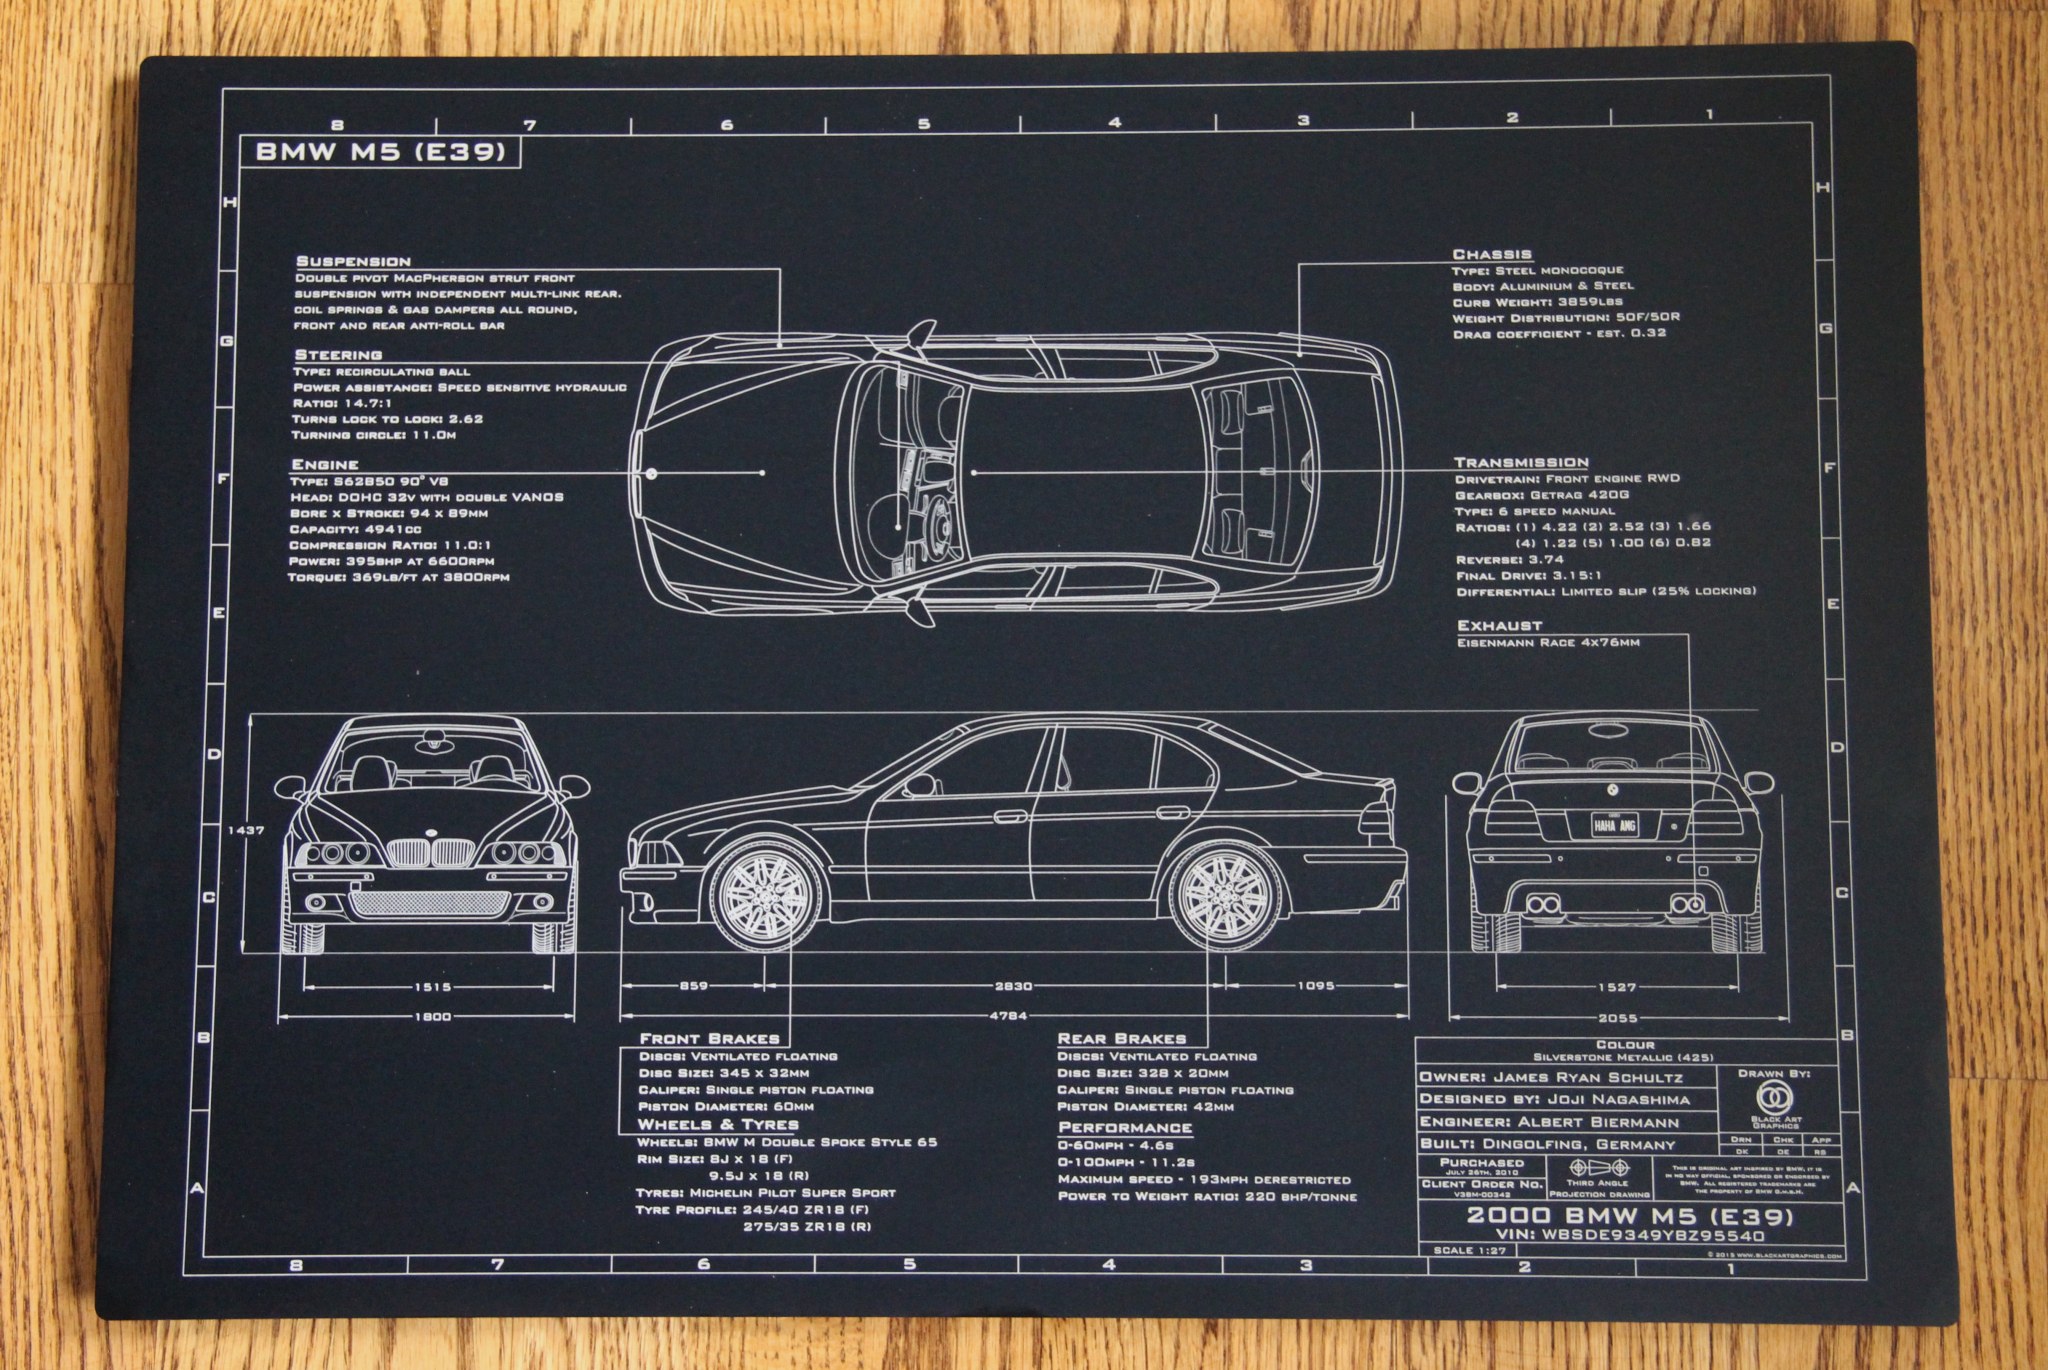 8 7 6 5 4 3 2 1
BMW M5 (E39)
H
H
G
G
F
F
E
E
D
D
C
C
B
B
A
A
Suspension
Double pivot MacPherson strut front
suspension with independent multi-link rear.
coil springs & gas dampers all round,
front and rear anti-roll bar
Steering
Type: recirculating ball
Power assistance: Speed sensitive hydraulic
Ratio: 14.7:1
Turns lock to lock: 2.62
Turning circle: 11.0m
Engine
Type: S62B50 90° V8
Head: DOHC 32v with double VANOS
Bore x Stroke: 94 x 89mm
Capacity: 4941cc
Compression Ratio: 11.0:1
Power: 395bhp at 6600rpm
Torque: 369lb/ft at 3800rpm
Chassis
Type: Steel monocoque
Body: Aluminium & Steel
Curb Weight: 3859lbs
Weight Distribution: 50F/50R
Drag coefficient - est. 0.32
Transmission
Drivetrain: Front engine RWD
Gearbox: Getrag 420G
Type: 6 speed manual
Ratios: (1) 4.22 (2) 2.52 (3) 1.66
(4) 1.22 (5) 1.00 (6) 0.82
Reverse: 3.74
Final Drive: 3.15:1
Differential: Limited slip (25% locking)
Exhaust
Eisenmann Race 4x76mm
1437
HAHA AMG
1515
1800
859
2830
1095
4784
1527
2055
Front Brakes
Discs: Ventilated floating
Disc Size: 345 x 32mm
Caliper: Single piston floating
Piston Diameter: 60mm
Wheels & Tyres
Wheels: BMW M Double Spoke Style 65
Rim Size: 8J x 18 (F)
9.5J x 18 (R)
Tyres: Michelin Pilot Super Sport
Tyre Profile: 245/40 ZR18 (F)
275/35 ZR18 (R)
Rear Brakes
Discs: Ventilated floating
Disc Size: 328 x 20mm
Caliper: Single piston floating
Piston Diameter: 42mm
Performance
0-60mph - 4.6s
0-100mph - 11.2s
Maximum speed - 193mph derestricted
Power to Weight ratio: 220 bhp/tonne
Colour
Silverstone Metallic (425)
Owner: James Ryan Schultz
Designed by: Joji Nagashima
Engineer: Albert Biermann
Built: Dingolfing, Germany
Drawn By:
Black Art
Graphics
Drn Chk App
DK DE RS
Purchased
July 26th, 2010
Client Order No.
V3BM-00342
Third Angle
Projection drawing
This is original art inspired by BMW. It is
in no way official, sponsored or endorsed by
BMW. All registered trademarks are
the property of BMW G.m.b.H.
2000 BMW M5 (E39)
VIN: WBSDE9349YBZ95540
Scale 1:27
© 2015 www.blackartgraphics.com
8 7 6 5 4 3 2 1